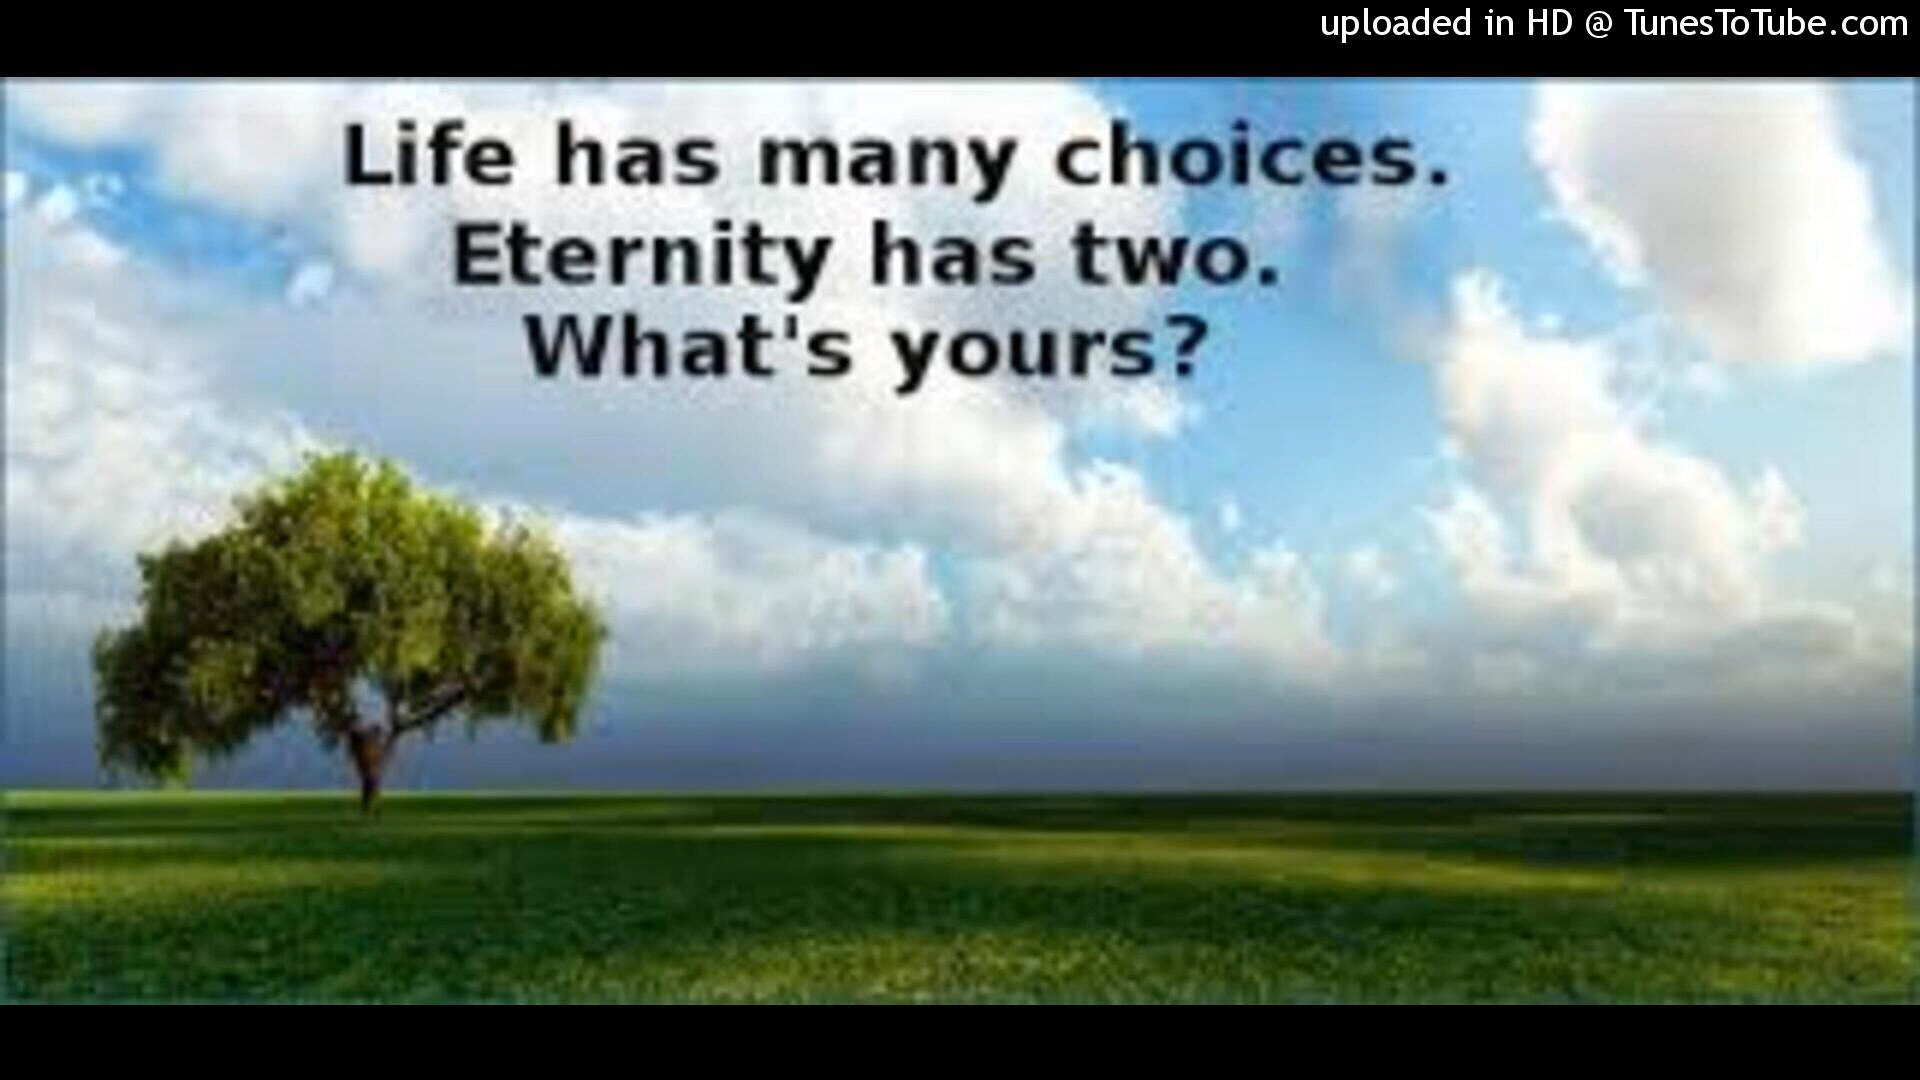 uploaded in HD @ TunesToTube.com
Life has many choices.
Eternity has two.
What's yours?